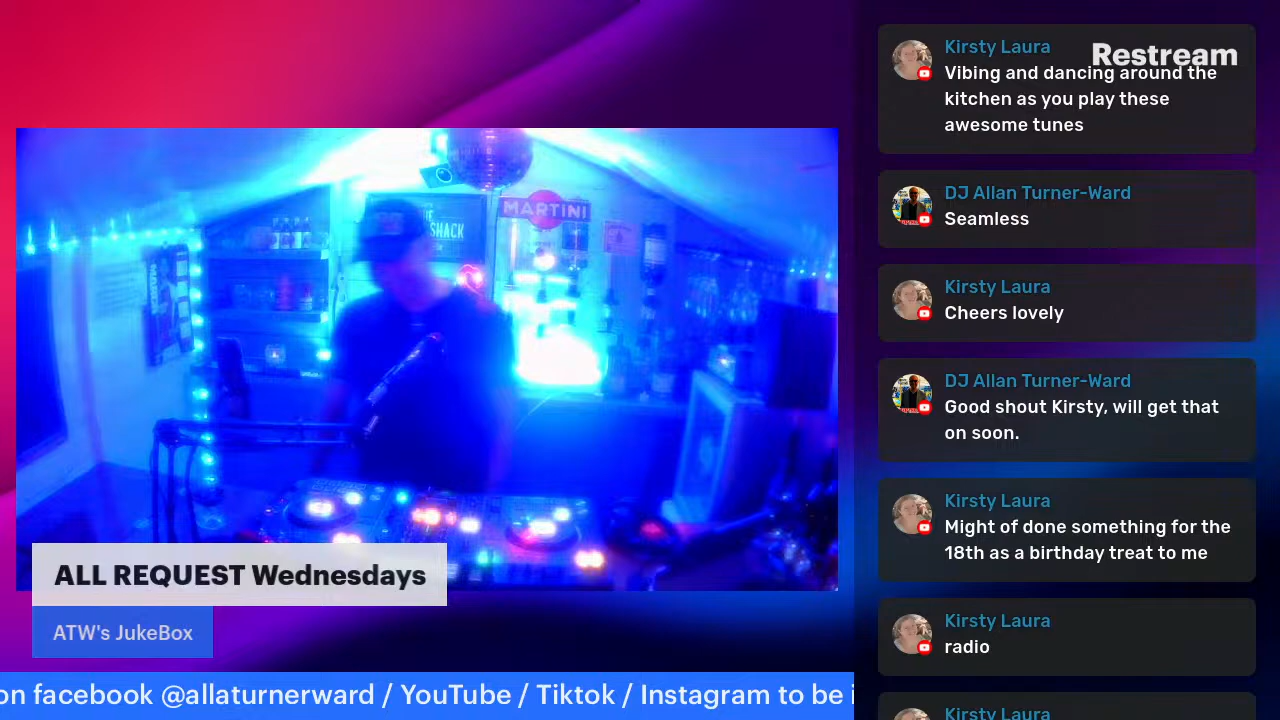 MARTINI
SHACK
ALL REQUEST Wednesdays
ATW's JukeBox
on facebook @allaturnerward / YouTube / Tiktok / Instagram to be i
Restream
Kirsty Laura
Vibing and dancing around the
kitchen as you play these
awesome tunes
DJ Allan Turner-Ward
Seamless
Kirsty Laura
Cheers lovely
DJ Allan Turner-Ward
Good shout Kirsty, will get that
on soon.
Kirsty Laura
Might of done something for the
18th as a birthday treat to me
Kirsty Laura
radio
Kirsty Laura